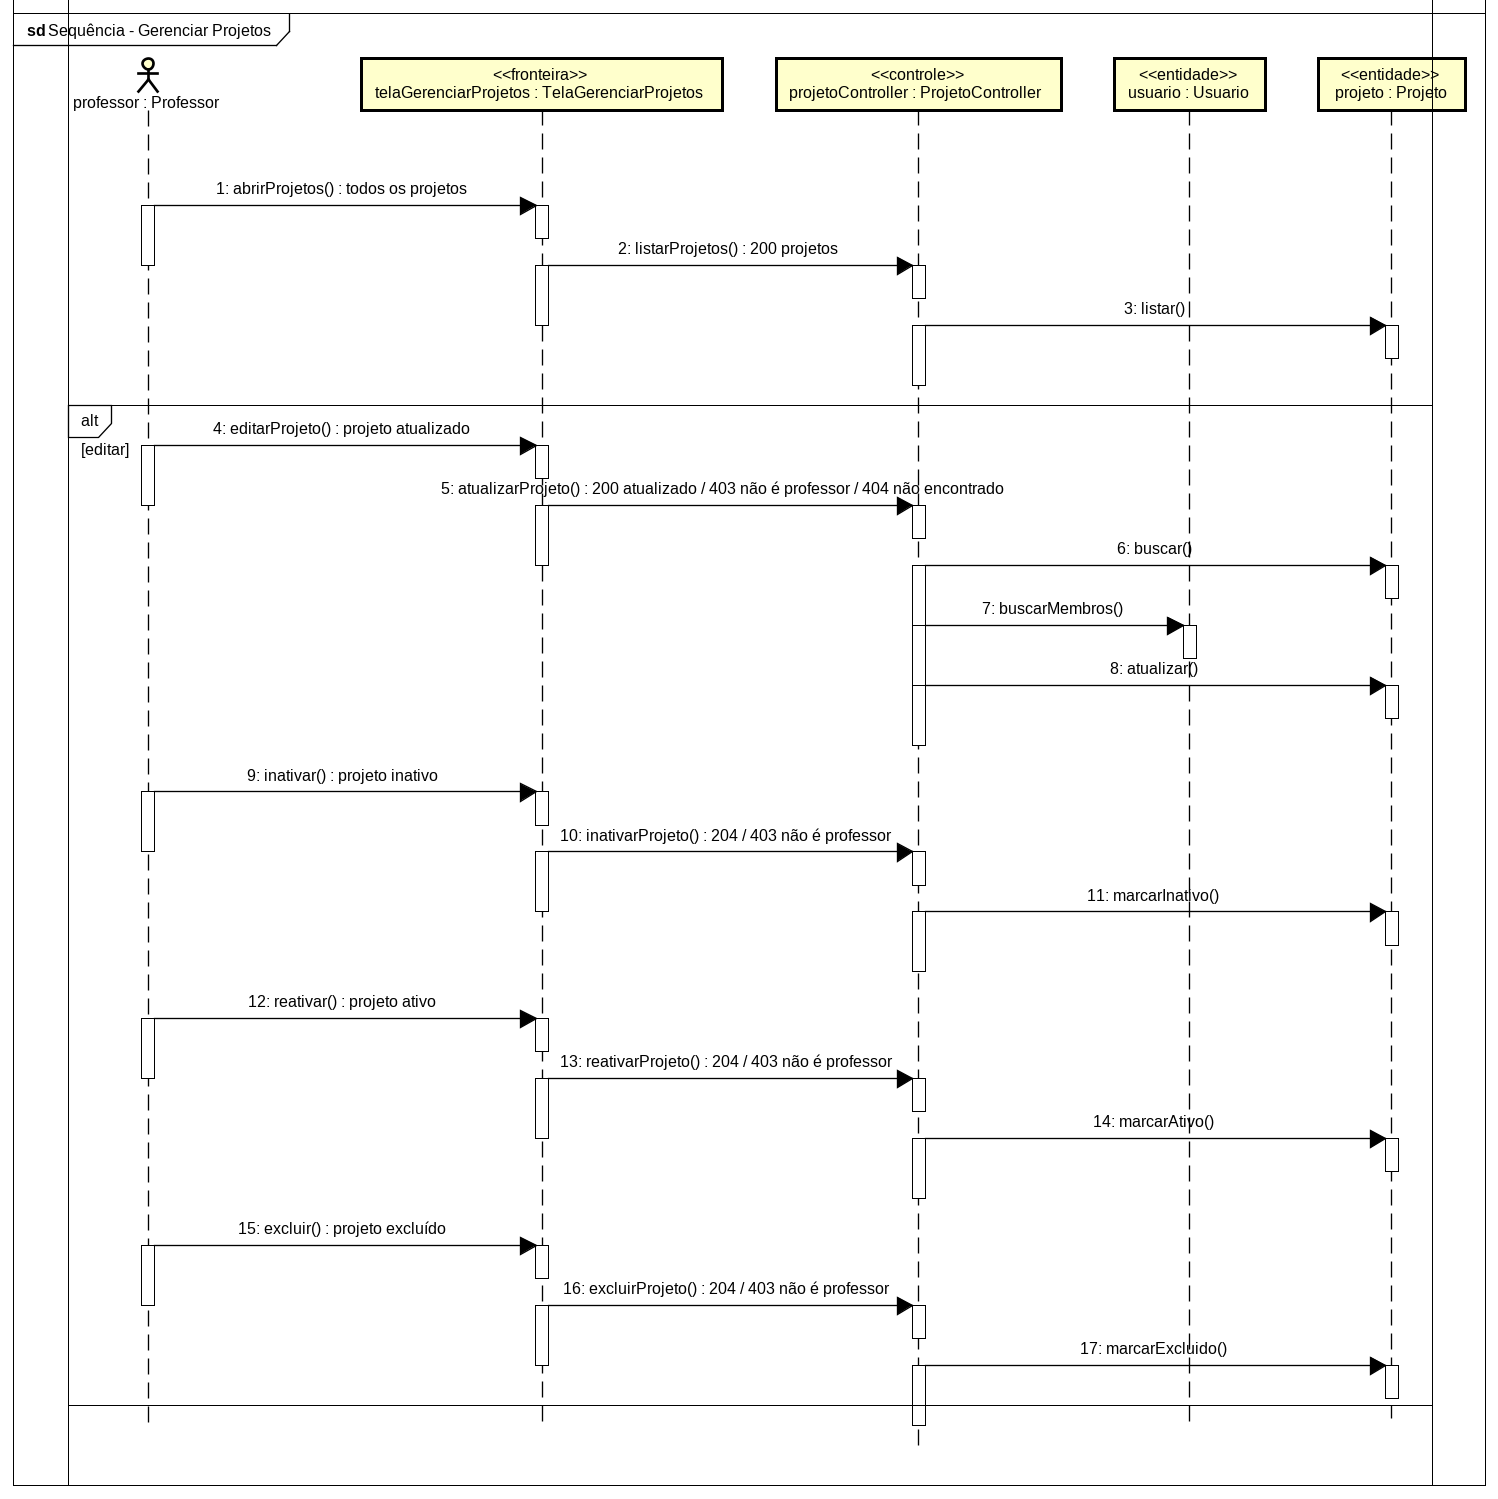 sd Sequência - Gerenciar Projetos
professor : Professor
<<fronteira>>
telaGerenciarProjetos : TelaGerenciarProjetos
<<controle>>
projetoController : ProjetoController
<<entidade>>
usuario : Usuario
<<entidade>>
projeto : Projeto
1: abrirProjetos() : todos os projetos
2: listarProjetos() : 200 projetos
3: listar()
alt
[editar]
4: editarProjeto() : projeto atualizado
5: atualizarProjeto() : 200 atualizado / 403 não é professor / 404 não encontrado
6: buscar()
7: buscarMembros()
8: atualizar()
9: inativar() : projeto inativo
10: inativarProjeto() : 204 / 403 não é professor
11: marcarInativo()
12: reativar() : projeto ativo
13: reativarProjeto() : 204 / 403 não é professor
14: marcarAtivo()
15: excluir() : projeto excluído
16: excluirProjeto() : 204 / 403 não é professor
17: marcarExcluido()